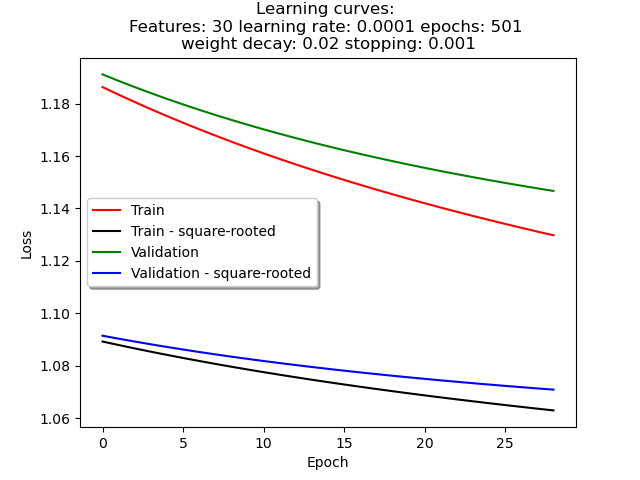 Learning curves:
Features: 30 learning rate: 0.0001 epochs: 501
weight decay: 0.02 stopping: 0.001
1.18
1.16
1.14
1.12
1.10
1.08
1.06
Loss
Train
Train - square-rooted
Validation
Validation - square-rooted
0 5 10 15 20 25
Epoch